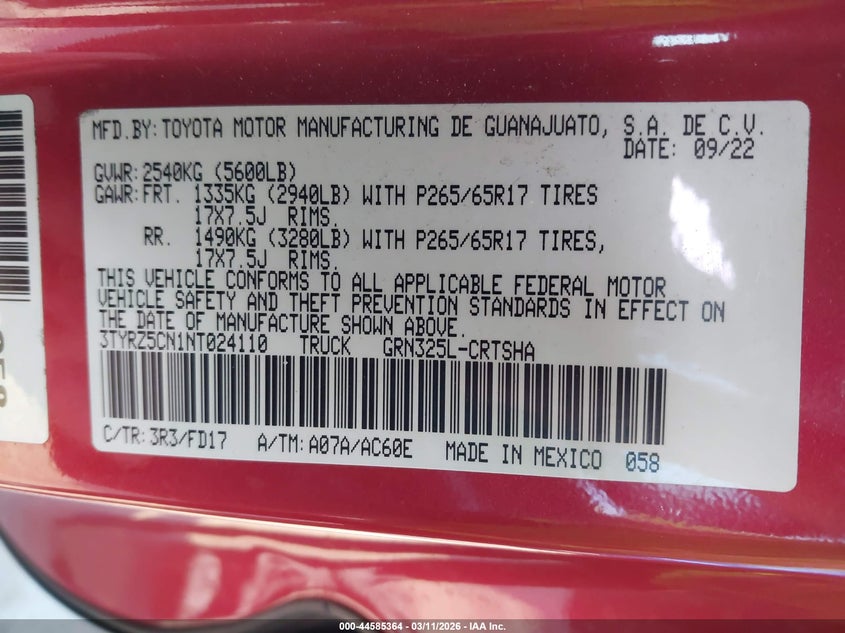 MFD.BY:TOYOTA MOTOR MANUFACTURING DE GUANAJUATO, S.A. DE C.V.
DATE: 09/22
GVWR:2540KG (5600LB)
GAWR:FRT. 1335KG (2940LB) WITH P265/65R17 TIRES
17X7.5J RIMS.
RR. 1490KG (3280LB) WITH P265/65R17 TIRES,
17X7.5J RIMS.
THIS VEHICLE CONFORMS TO ALL APPLICABLE FEDERAL MOTOR
VEHICLE SAFETY AND THEFT PREVENTION STANDARDS IN EFFECT ON
THE DATE OF MANUFACTURE SHOWN ABOVE.
3TYRZ5CN1NT024110 TRUCK GRN325L-CRTSHA
C/TR:3R3/FD17 A/TM:A07A/AC60E MADE IN MEXICO 058
000-44585364 | 03/11/2026 – IAA Inc.